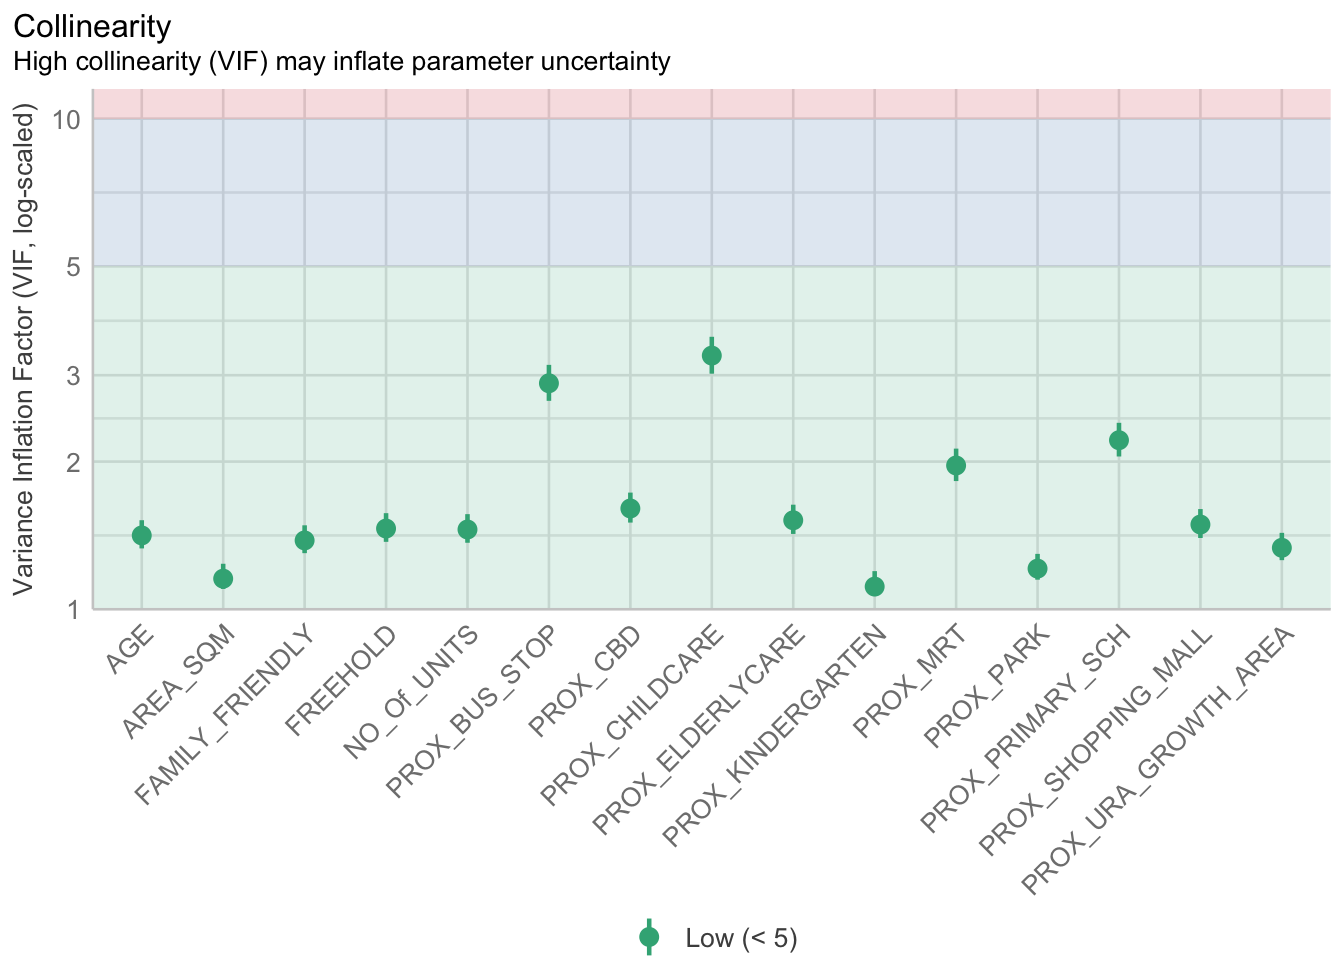 Collinearity
High collinearity (VIF) may inflate parameter uncertainty
Variance Inflation Factor (VIF, log-scaled)
10
5
3
2
1
AGE
AREA_SQM
FAMILY_FRIENDLY
FREEHOLD
NO_Of_UNITS
PROX_BUS_STOP
PROX_CBD
PROX_CHILDCARE
PROX_ELDERLYCARE
PROX_KINDERGARTEN
PROX_MRT
PROX_PARK
PROX_PRIMARY_SCH
PROX_SHOPPING_MALL
PROX_URA_GROWTH_AREA
Low (< 5)